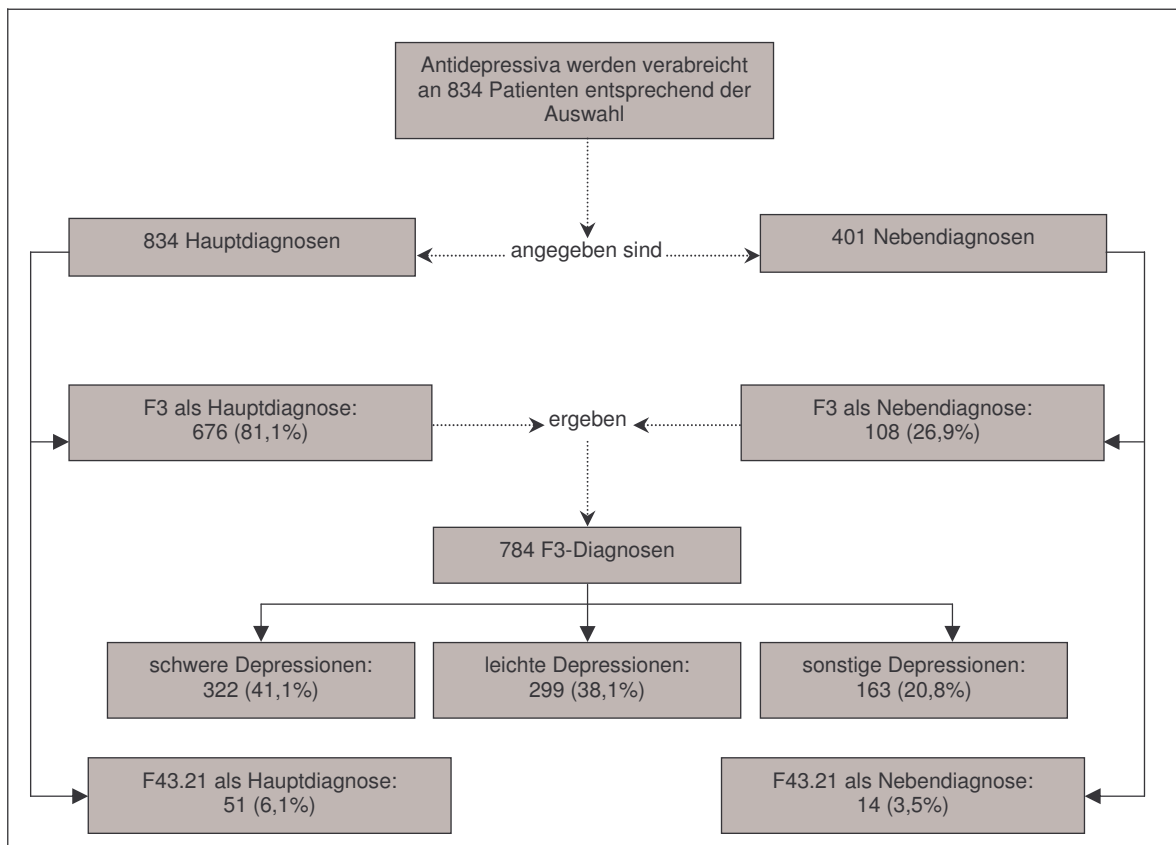 Antidepressiva werden verabreicht
an 834 Patienten entsprechend der
Auswahl
834 Hauptdiagnosen
angegeben sind
401 Nebendiagnosen
F3 als Hauptdiagnose:
676 (81,1%)
ergeben
F3 als Nebendiagnose:
108 (26,9%)
784 F3-Diagnosen
schwere Depressionen:
322 (41,1%)
leichte Depressionen:
299 (38,1%)
sonstige Depressionen:
163 (20,8%)
F43.21 als Hauptdiagnose:
51 (6,1%)
F43.21 als Nebendiagnose:
14 (3,5%)